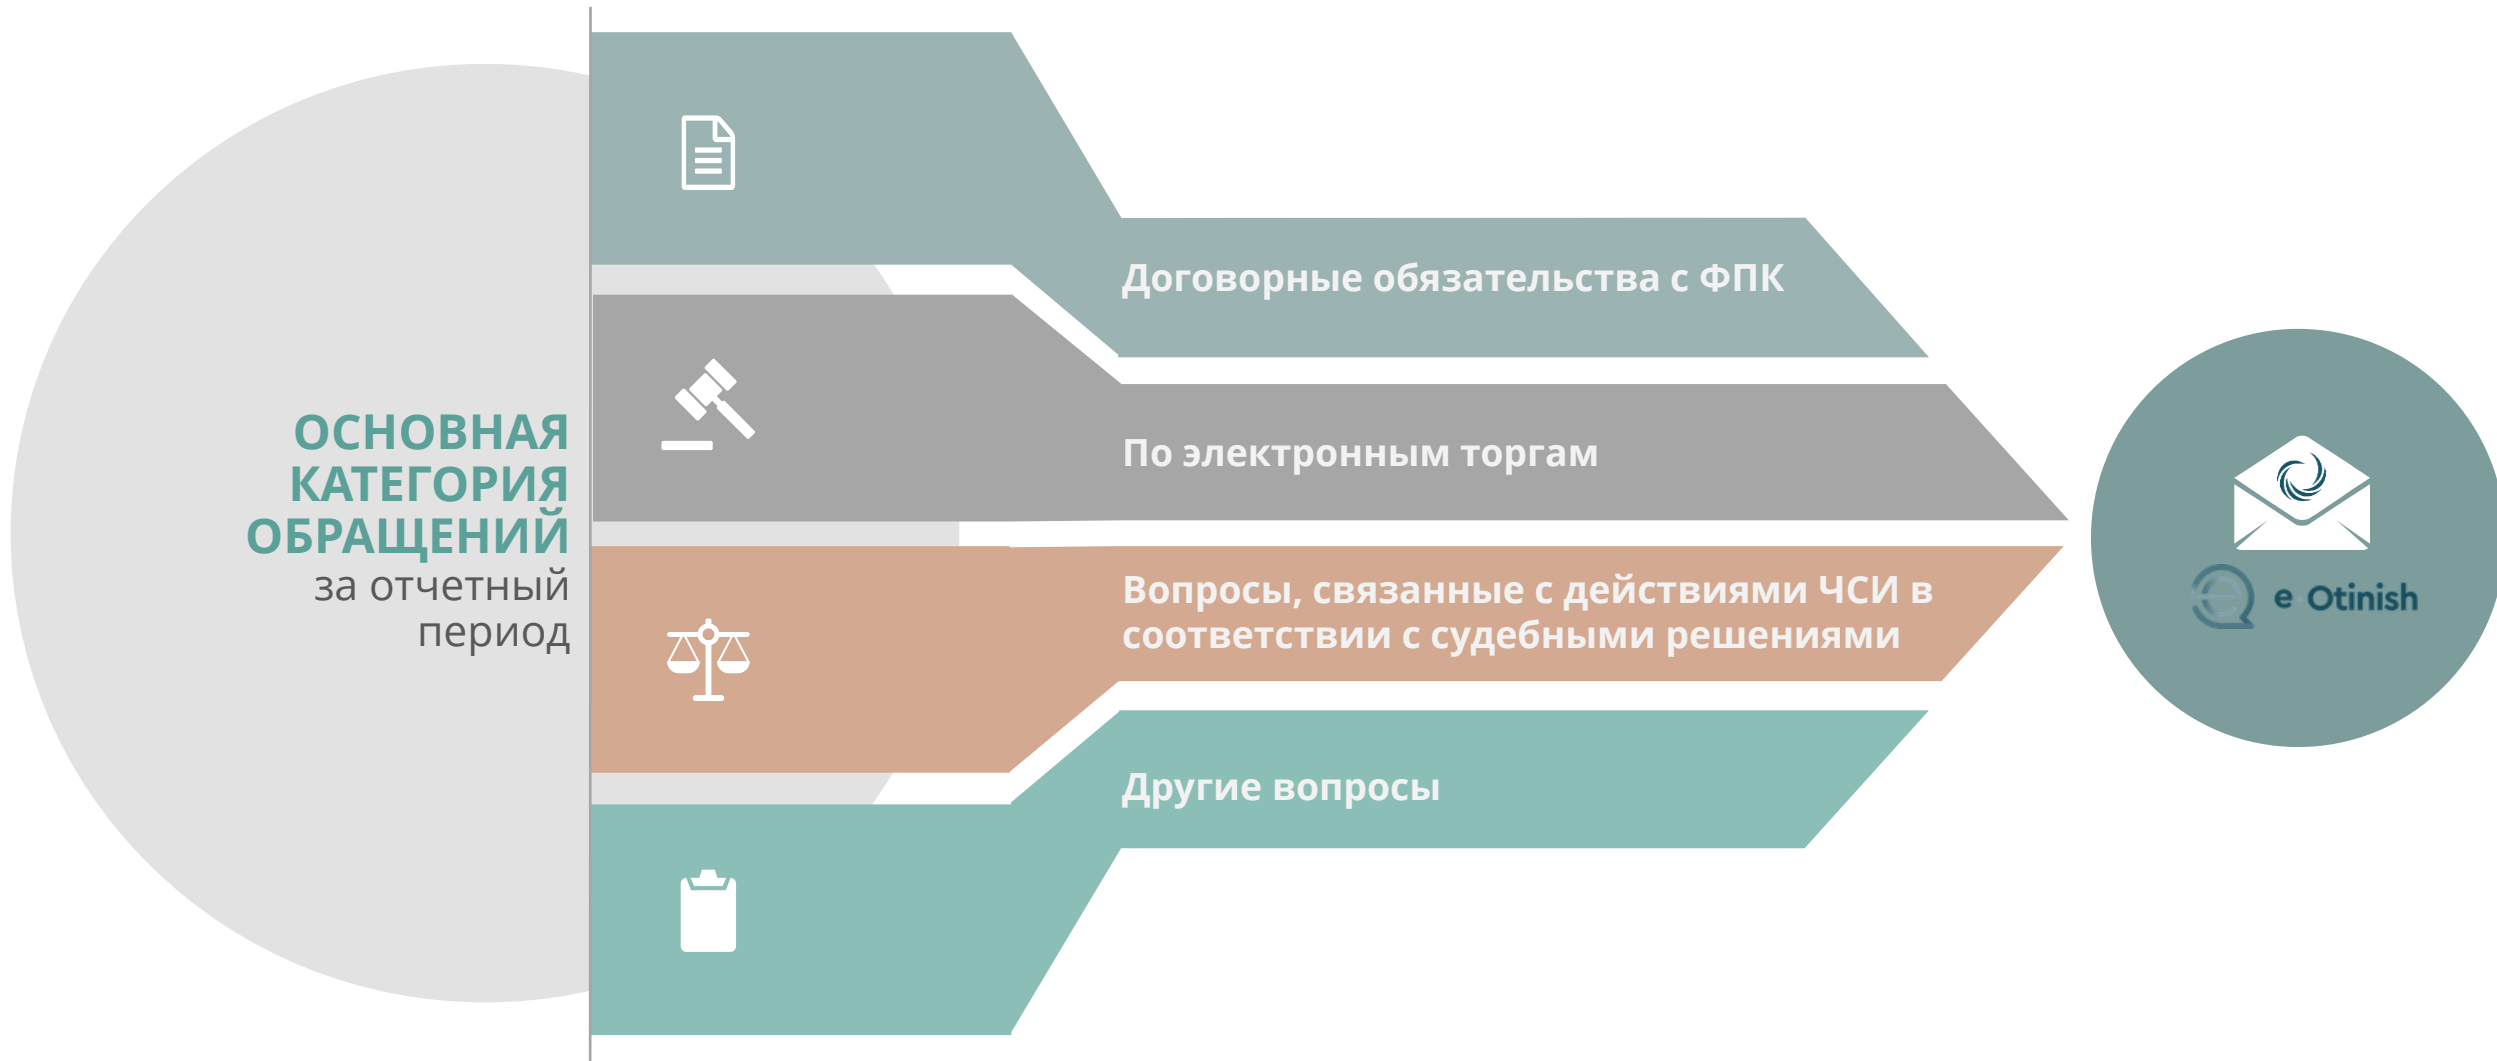 ОСНОВНАЯ
КАТЕГОРИЯ
ОБРАЩЕНИЙ
за отчетный
период
Договорные обязательства с ФПК
По электронным торгам
Вопросы, связанные с действиями ЧСИ в
соответствии с судебными решениями
Другие вопросы
e-Otinish